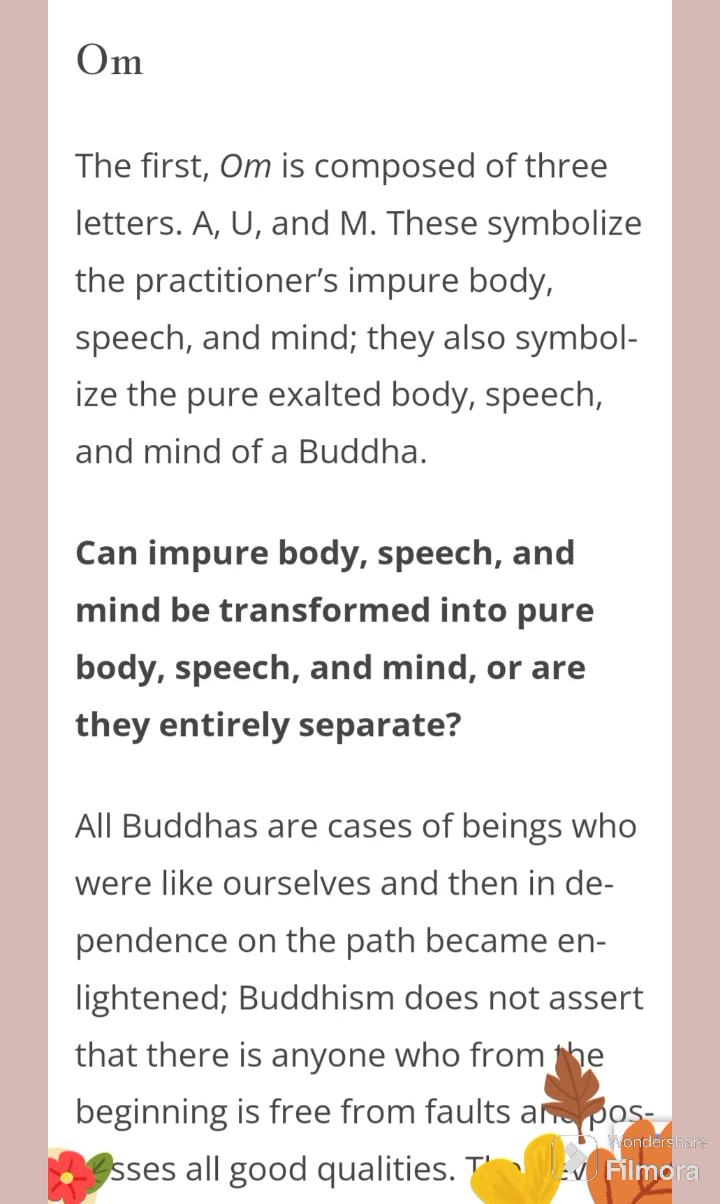 Om
The first, Om is composed of three
letters. A, U, and M. These symbolize
the practitioner’s impure body,
speech, and mind; they also symbol-
ize the pure exalted body, speech,
and mind of a Buddha.
Can impure body, speech, and
mind be transformed into pure
body, speech, and mind, or are
they entirely separate?
All Buddhas are cases of beings who
were like ourselves and then in de-
pendence on the path became en-
lightened; Buddhism does not assert
that there is anyone who from the
beginning is free from faults and pos-
sses all good qualities.
Wondershare
Filmora